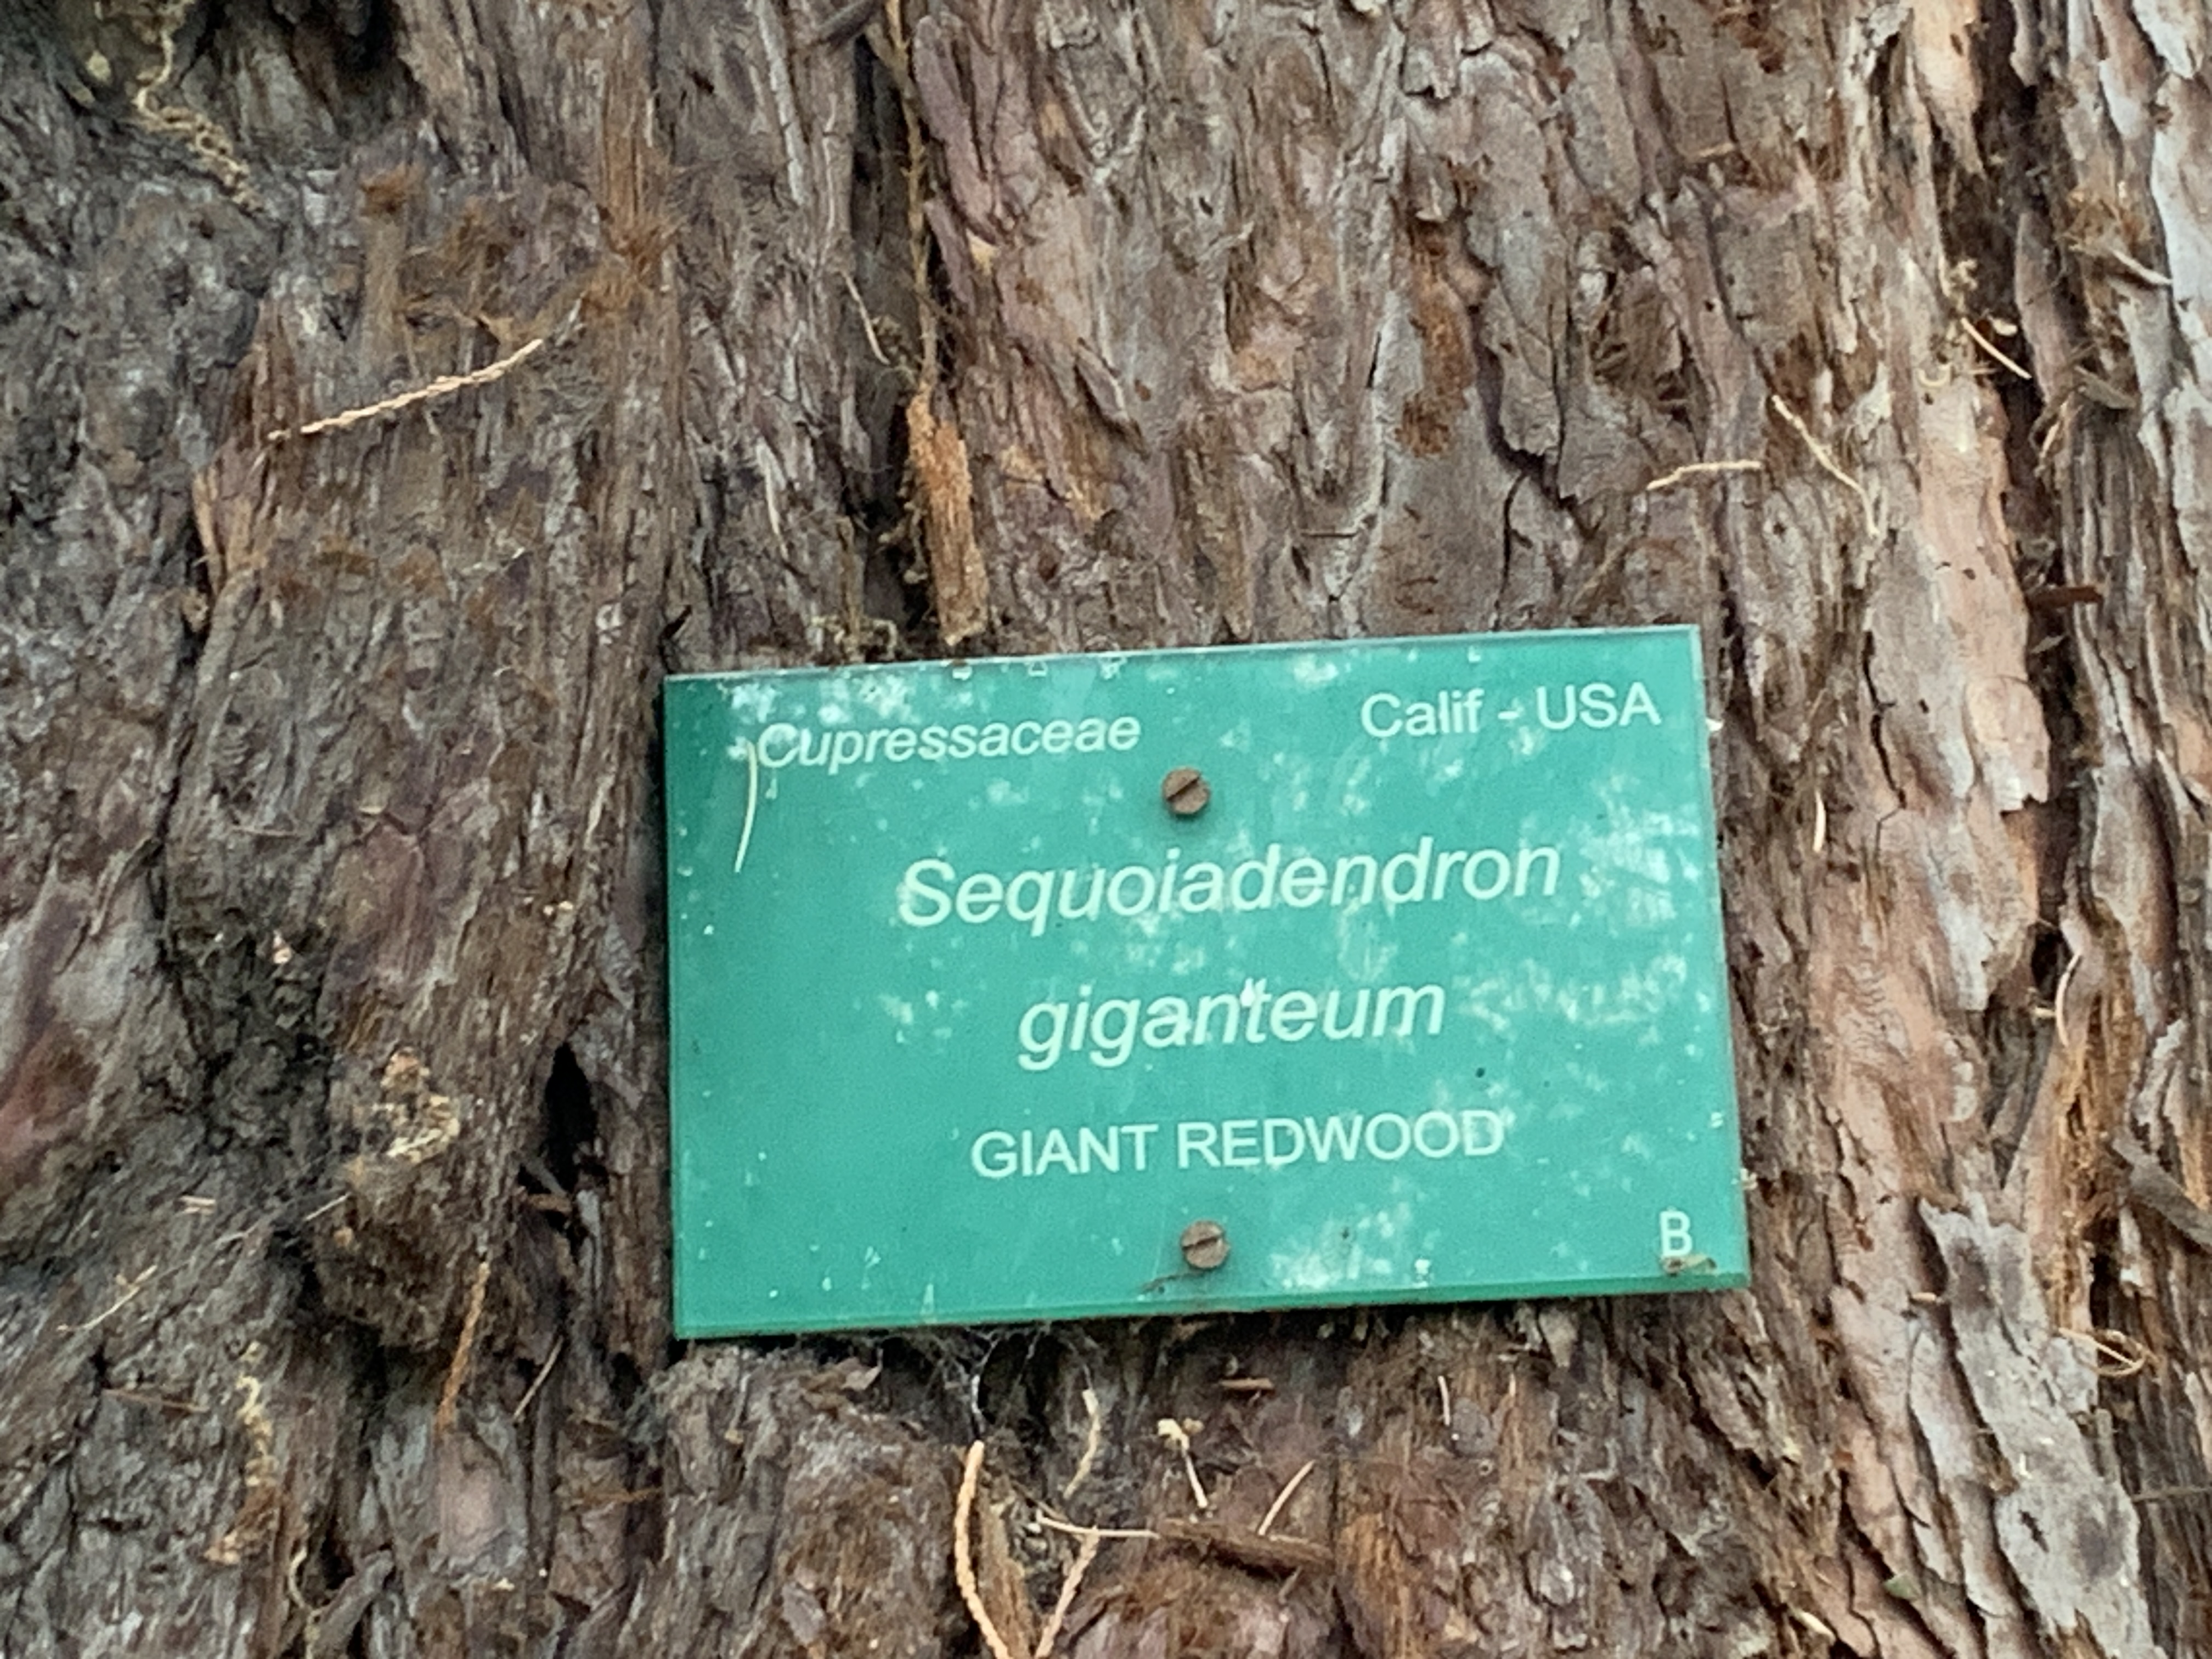 Cupressaceae Calif - USA
Sequoiadendron
giganteum
GIANT REDWOOD
B